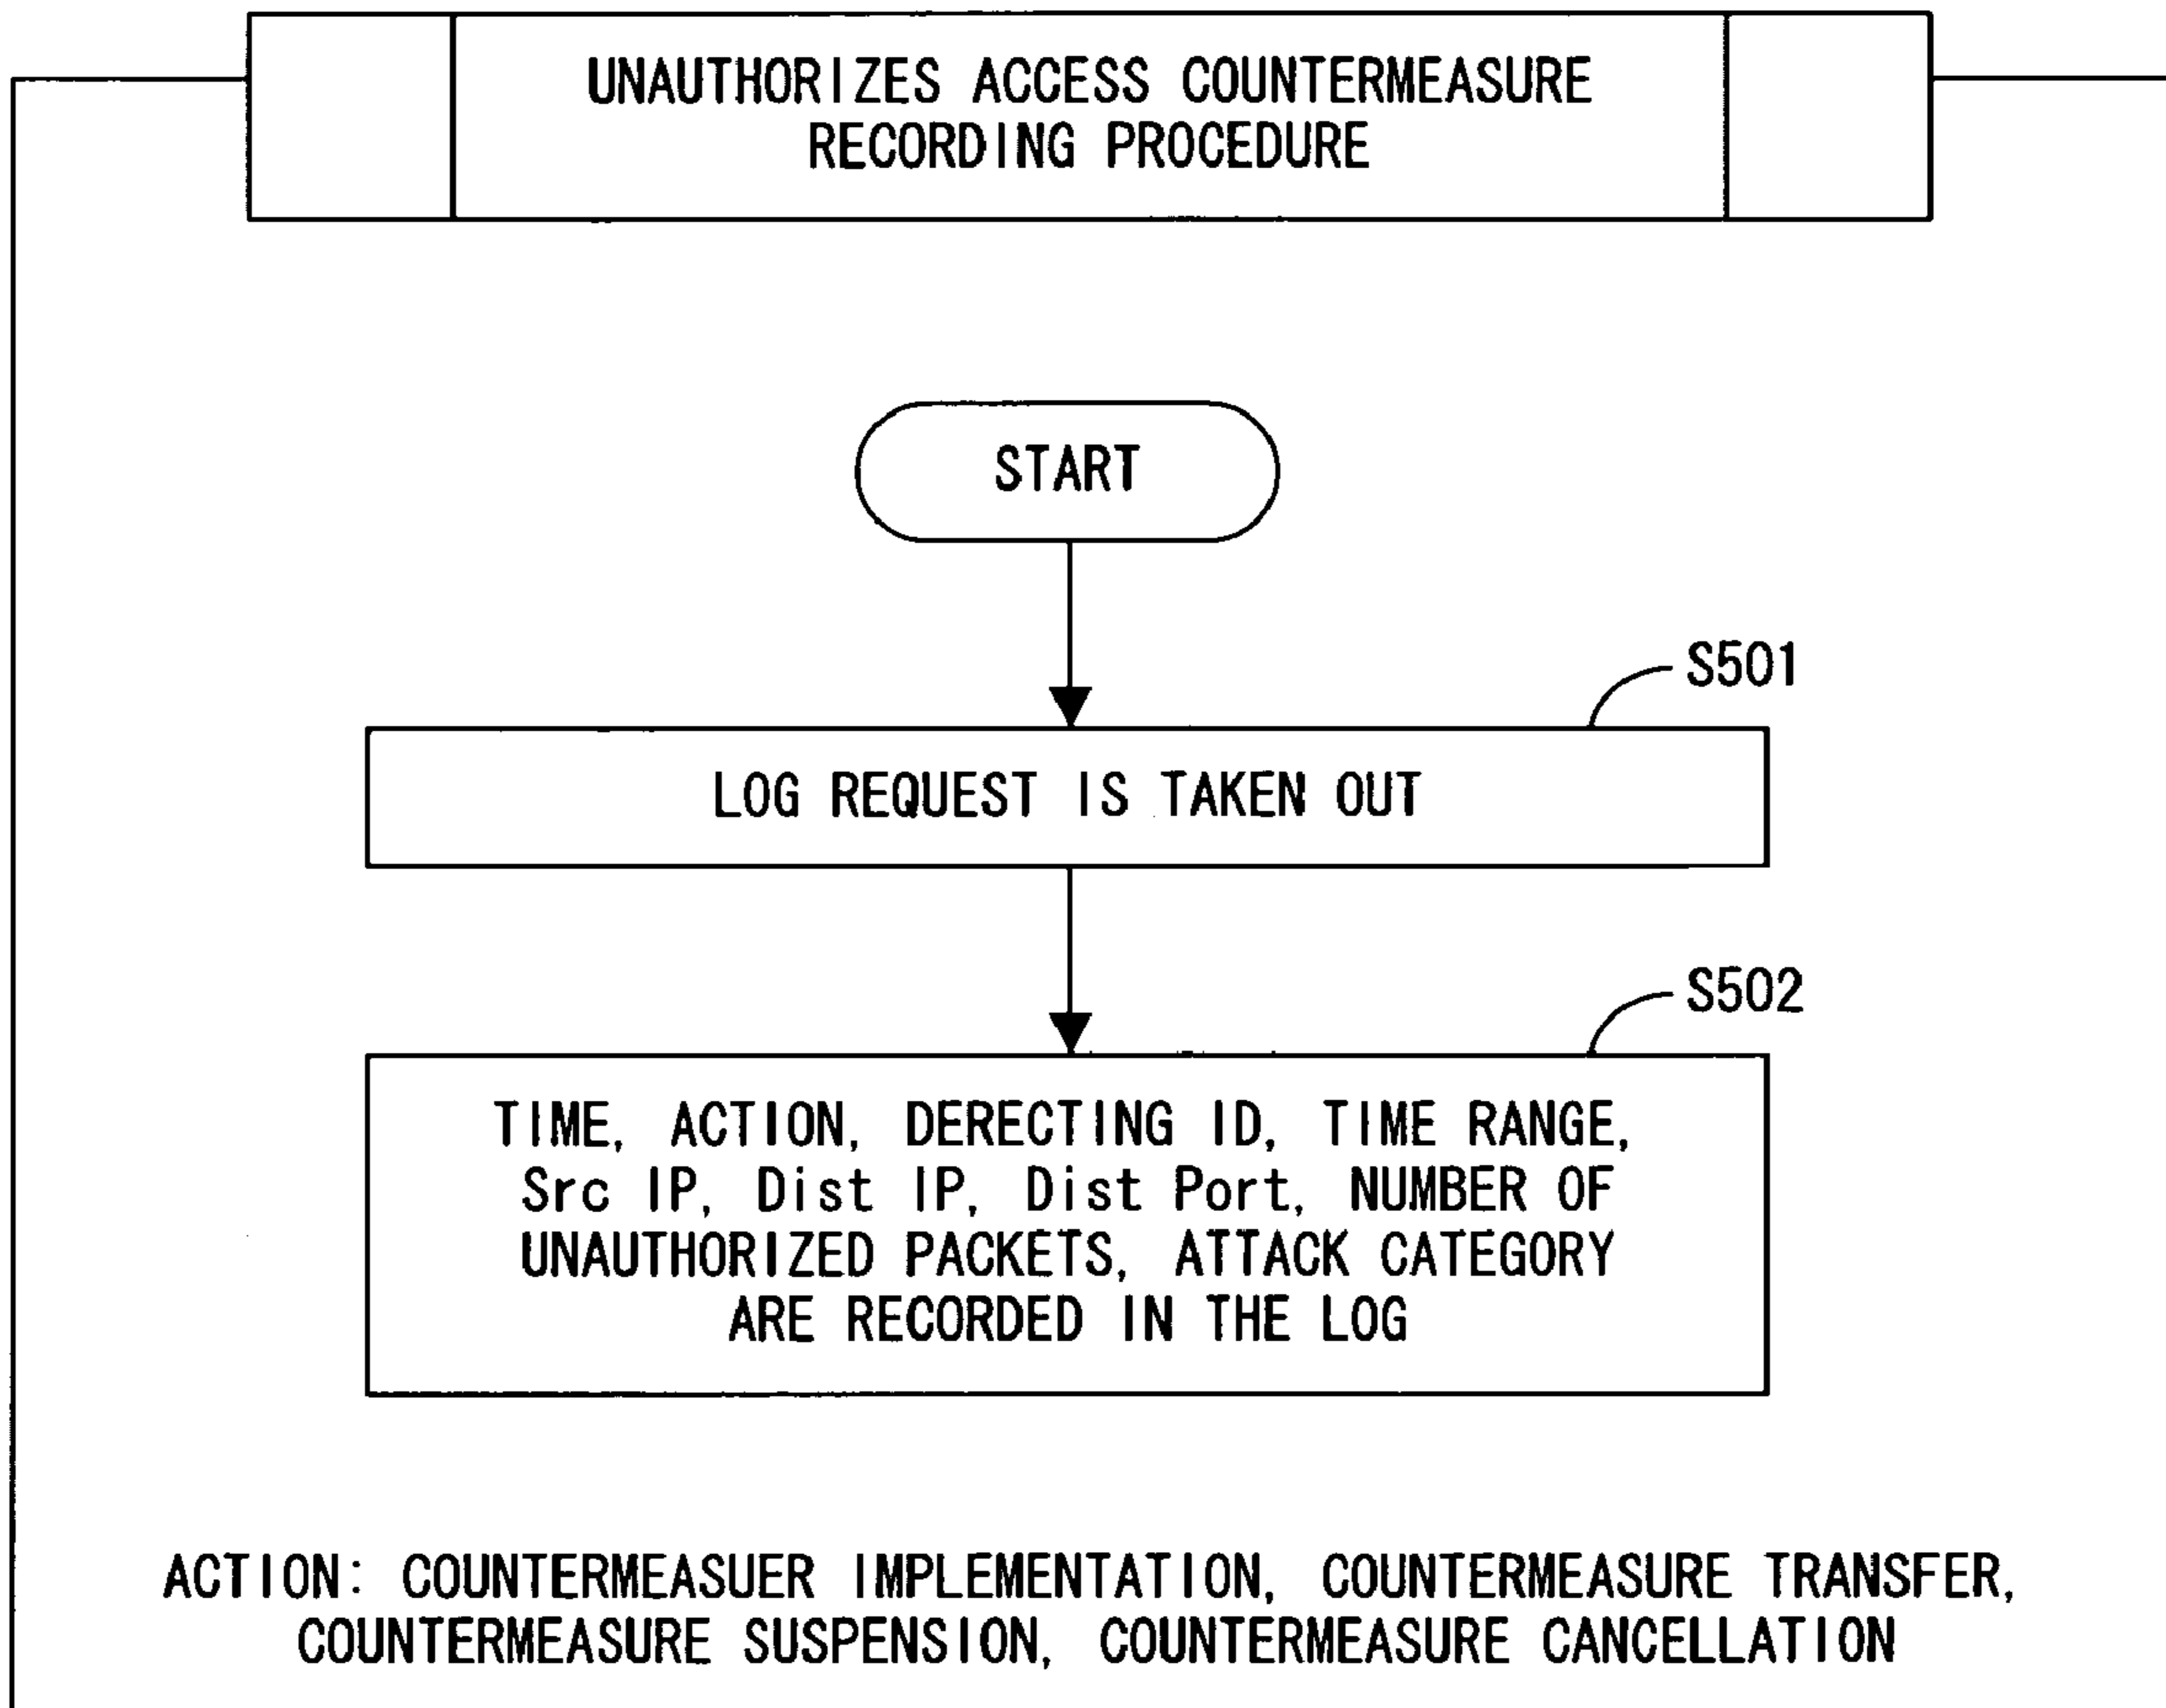 UNAUTHORIZES ACCESS COUNTERMEASURE
RECORDING PROCEDURE
START
S501
LOG REQUEST IS TAKEN OUT
S502
TIME, ACTION, DERECTING ID, TIME RANGE,
Src IP, Dist IP, Dist Port, NUMBER OF
UNAUTHORIZED PACKETS, ATTACK CATEGORY
ARE RECORDED IN THE LOG
ACTION: COUNTERMEASUER IMPLEMENTATION, COUNTERMEASURE TRANSFER,
COUNTERMEASURE SUSPENSION, COUNTERMEASURE CANCELLATION